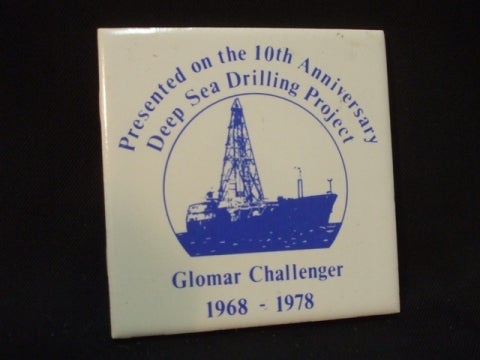 Presented on the 10th Anniversary
Deep Sea Drilling Project
Glomar Challenger
1968 - 1978